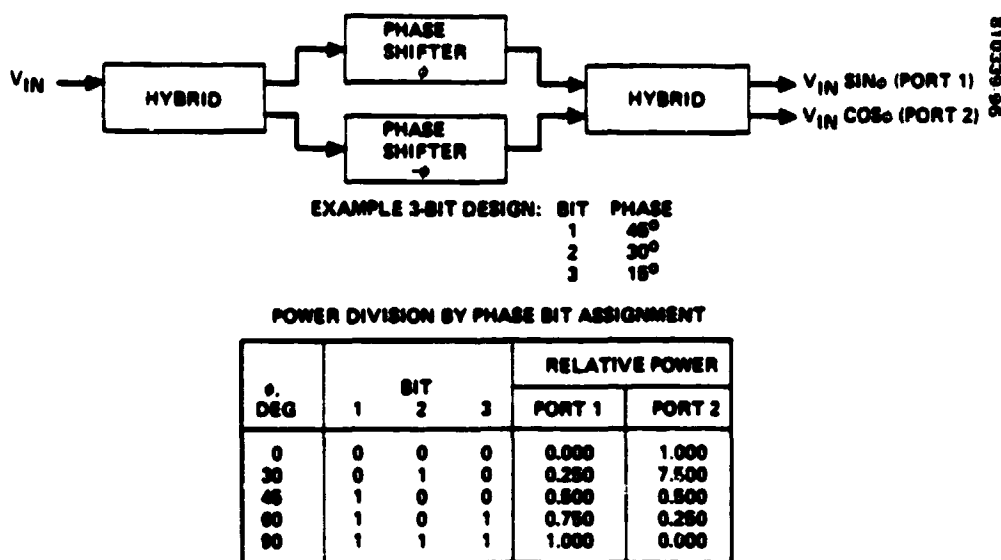 PHASE
SHIFTER
φ
V IN
HYBRID
HYBRID
V IN SINφ (PORT 1)
V IN COSφ (PORT 2)
PHASE
SHIFTER
-φ
EXAMPLE 3-BIT DESIGN: BIT PHASE
1 45°
2 30°
3 15°
POWER DIVISION BY PHASE BIT ASSIGNMENT
φ, DEG BIT RELATIVE POWER
1 2 3 PORT 1 PORT 2
0 0 0 0 0.000 1.000
30 0 1 0 0.250 7.500
45 1 0 0 0.500 0.500
60 1 0 1 0.750 0.250
90 1 1 1 1.000 0.000